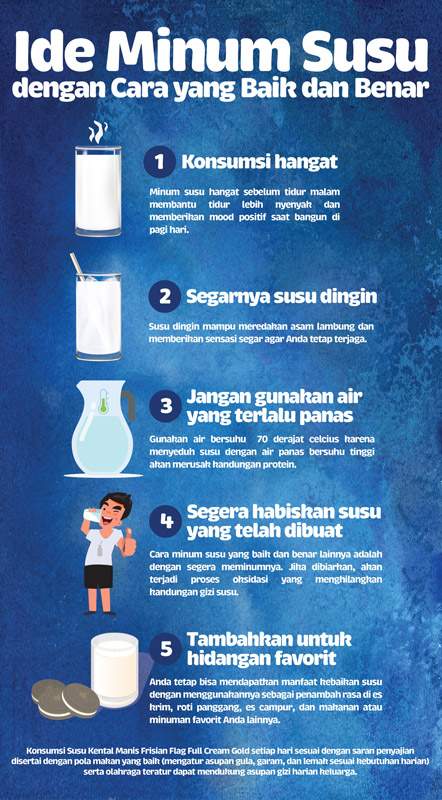 Ide Minum Susu
dengan Cara yang Baik dan Benar
1 Konsumsi hangat
Minum susu hangat sebelum tidur malam
membantu tidur lebih nyenyak dan
memberikan mood positif saat bangun di
pagi hari.
2 Segarnya susu dingin
Susu dingin mampu meredakan asam lambung dan
memberikan sensasi segar agar Anda tetap terjaga.
3 Jangan gunakan air
yang terlalu panas
Gunakan air bersuhu 70 derajat celcius karena
menyeduh susu dengan air panas bersuhu tinggi
akan merusak kandungan protein.
4 Segera habiskan susu
yang telah dibuat
Cara minum susu yang baik dan benar lainnya adalah
dengan segera meminumnya. Jika dibiarkan, akan
terjadi proses oksidasi yang menghilangkan
kandungan gizi susu.
5 Tambahkan untuk
hidangan favorit
Anda tetap bisa mendapatkan manfaat kebaikan susu
dengan menggunakannya sebagai penambah rasa di es
krim, roti panggang, es campur, dan makanan atau
minuman favorit Anda lainnya.
Konsumsi Susu Kental Manis Frisian Flag Full Cream Gold setiap hari sesuai dengan saran penyajian
disertai dengan pola makan yang baik (mengatur asupan gula, garam, dan lemak sesuai kebutuhan harian)
serta olahraga teratur dapat mendukung asupan gizi harian keluarga.